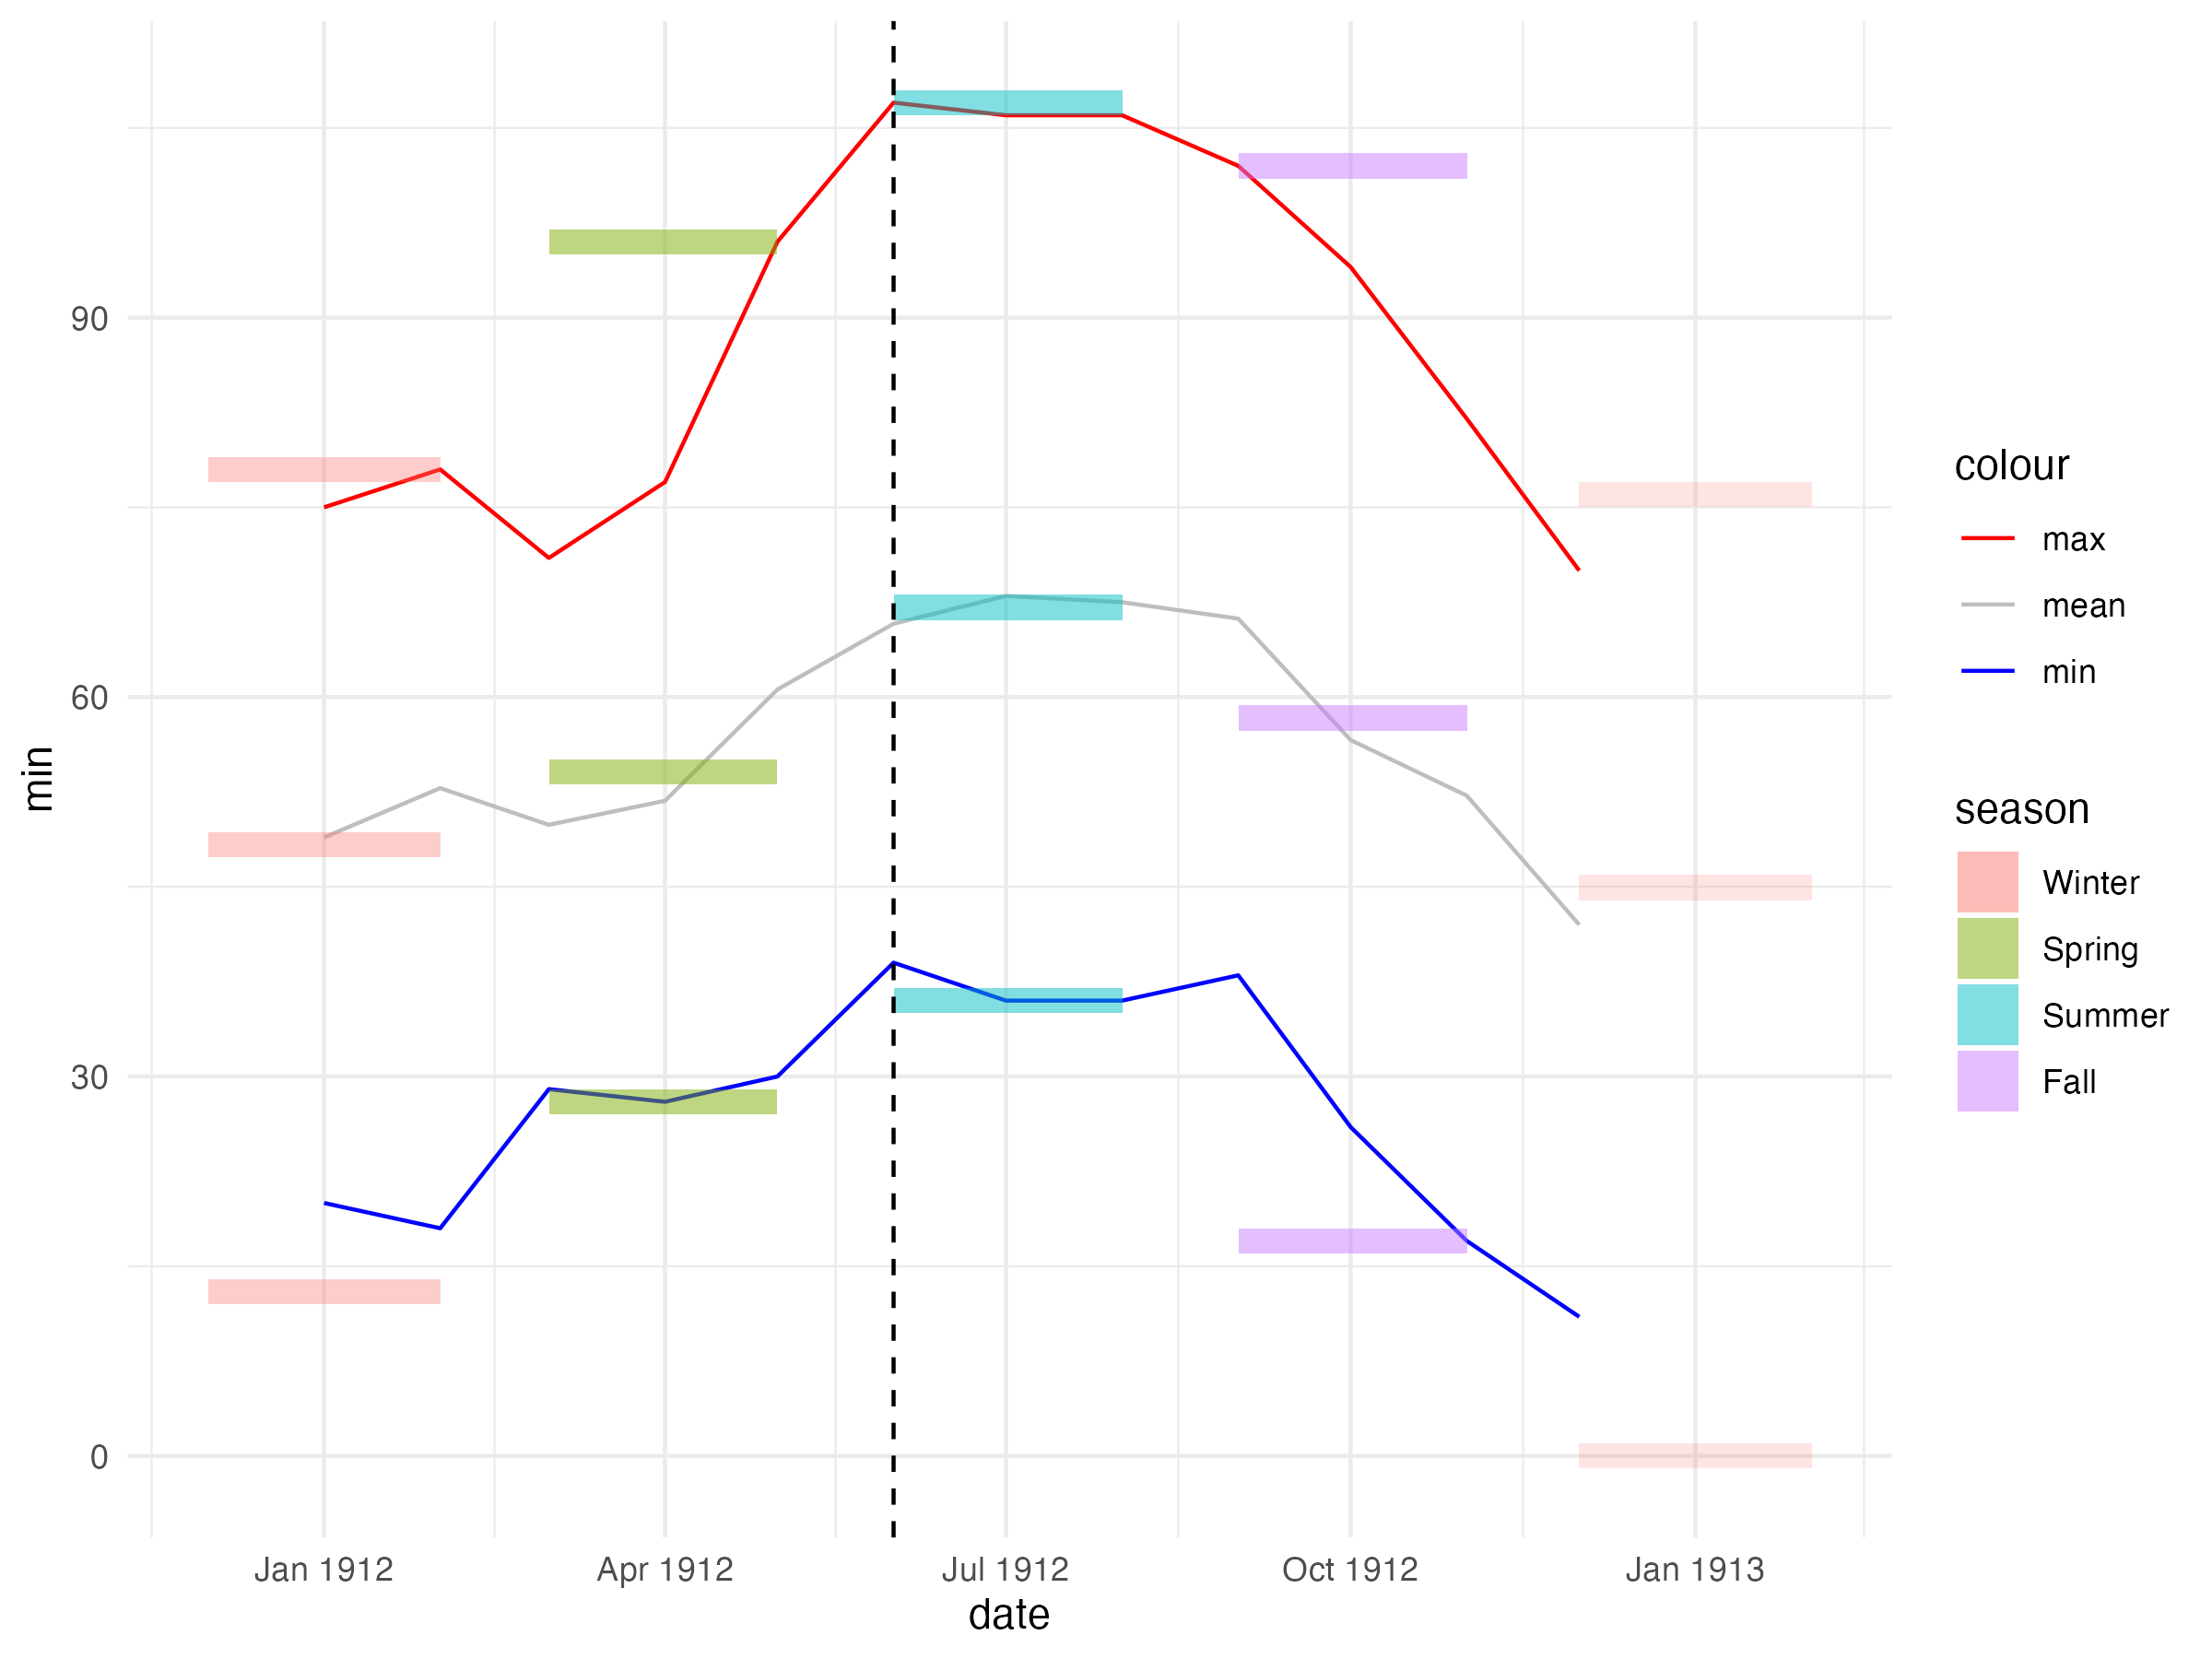 min
90
60
30
0
Jan 1912
Apr 1912
Jul 1912
Oct 1912
Jan 1913
date
colour
max
mean
min
season
Winter
Spring
Summer
Fall